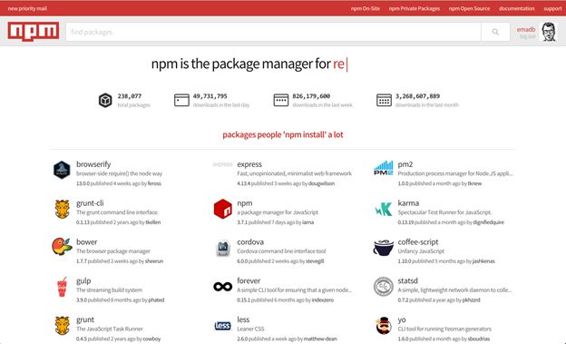 new priority mail
npm On-Site npm Private Packages npm Open Source documentation support
npm
find packages
emadb
log out
npm is the package manager for re|
238,077
total packages
49,731,795
downloads in the last day
826,179,600
downloads in the last week
3,268,607,889
downloads in the last month
packages people 'npm install' a lot
browserify
browser-side require() the node way
13.0.0 published 4 weeks ago by feross
express
express
Fast, unopinionated, minimalist web framework
4.13.4 published 3 weeks ago by dougwilson
PM2
pm2
Production process manager for Node.JS applic...
1.0.0 published a month ago by tknew
grunt-cli
The grunt command line interface.
0.1.13 published 2 years ago by tkellen
npm
a package manager for JavaScript
3.7.1 published 7 days ago by iarna
karma
Spectacular Test Runner for JavaScript.
0.13.19 published a month ago by dignifiedquire
bower
The browser package manager
1.7.7 published 2 weeks ago by sheerun
cordova
Cordova command line interface tool
6.0.0 published 2 weeks ago by stevegill
coffee-script
Unfancy JavaScript
1.10.0 published 5 months ago by jashkenas
gulp
The streaming build system
3.9.0 published 8 months ago by phated
forever
A simple CLI tool for ensuring that a given node...
0.15.1 published 6 months ago by indexzero
statsd
A simple, lightweight network daemon to colle...
0.7.2 published a year ago by pkhzzrd
grunt
The JavaScript Task Runner
0.4.5 published 2 years ago by cowboy
less
less
Leaner CSS
2.6.0 published a week ago by matthew-dean
yo
CLI tool for running Yeoman generators
1.6.0 published a month ago by sboudrias